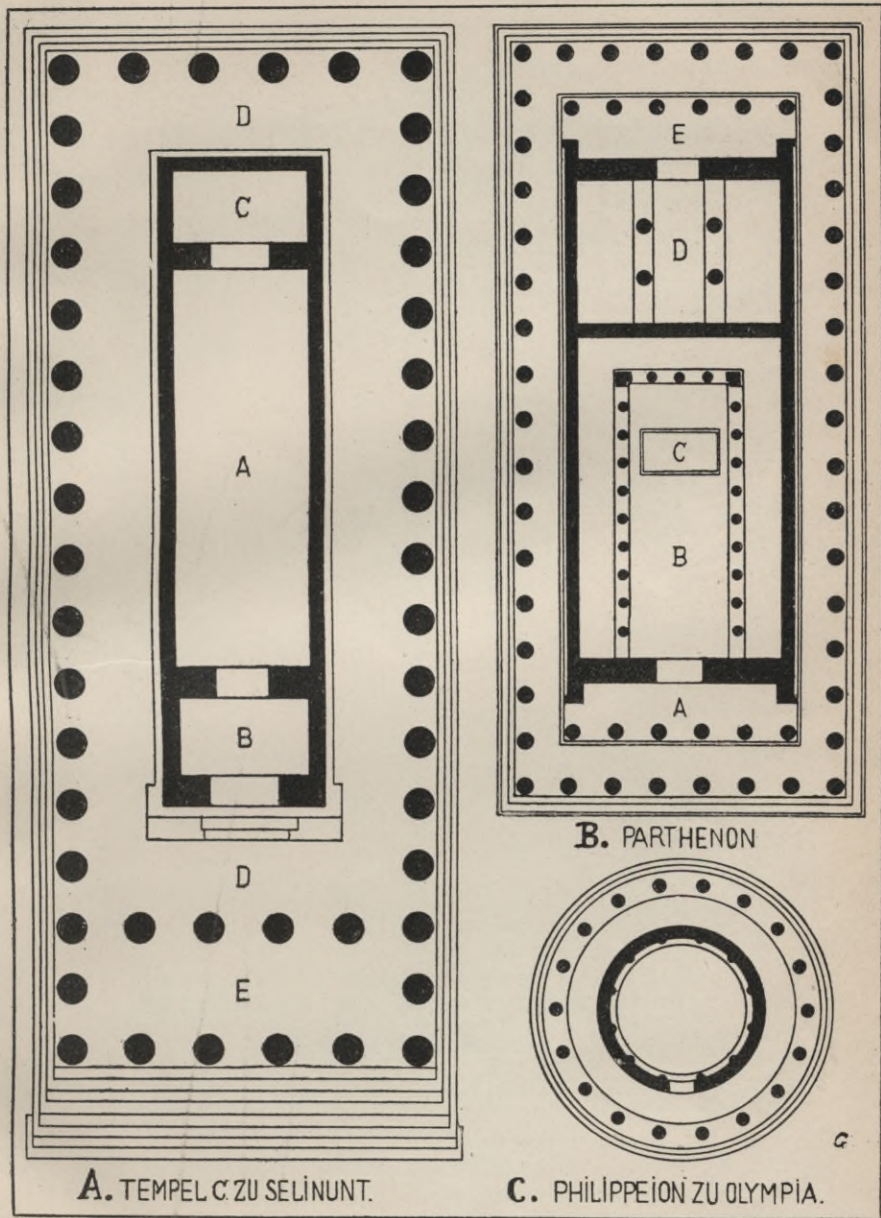 D
C
A
B
D
E
A. TEMPEL C. ZU SELINUNT.
E
D
C
B
A
B. PARTHENON
G
C. PHILIPPEION ZU OLYMPIA.